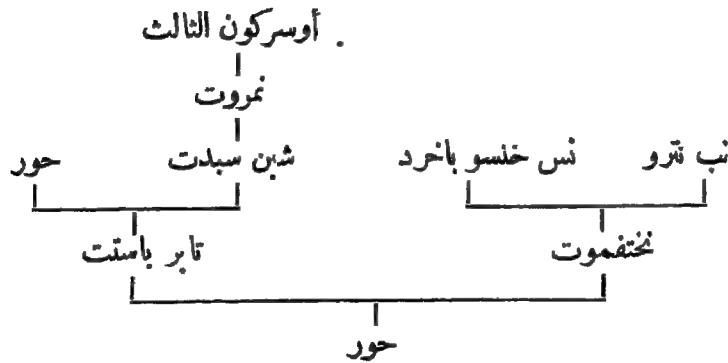 أوسركون الثالث .
نمروت
نب نترو نس خنسو باخرد شبن سبدت حور
نختفموت تابر باستت
حور